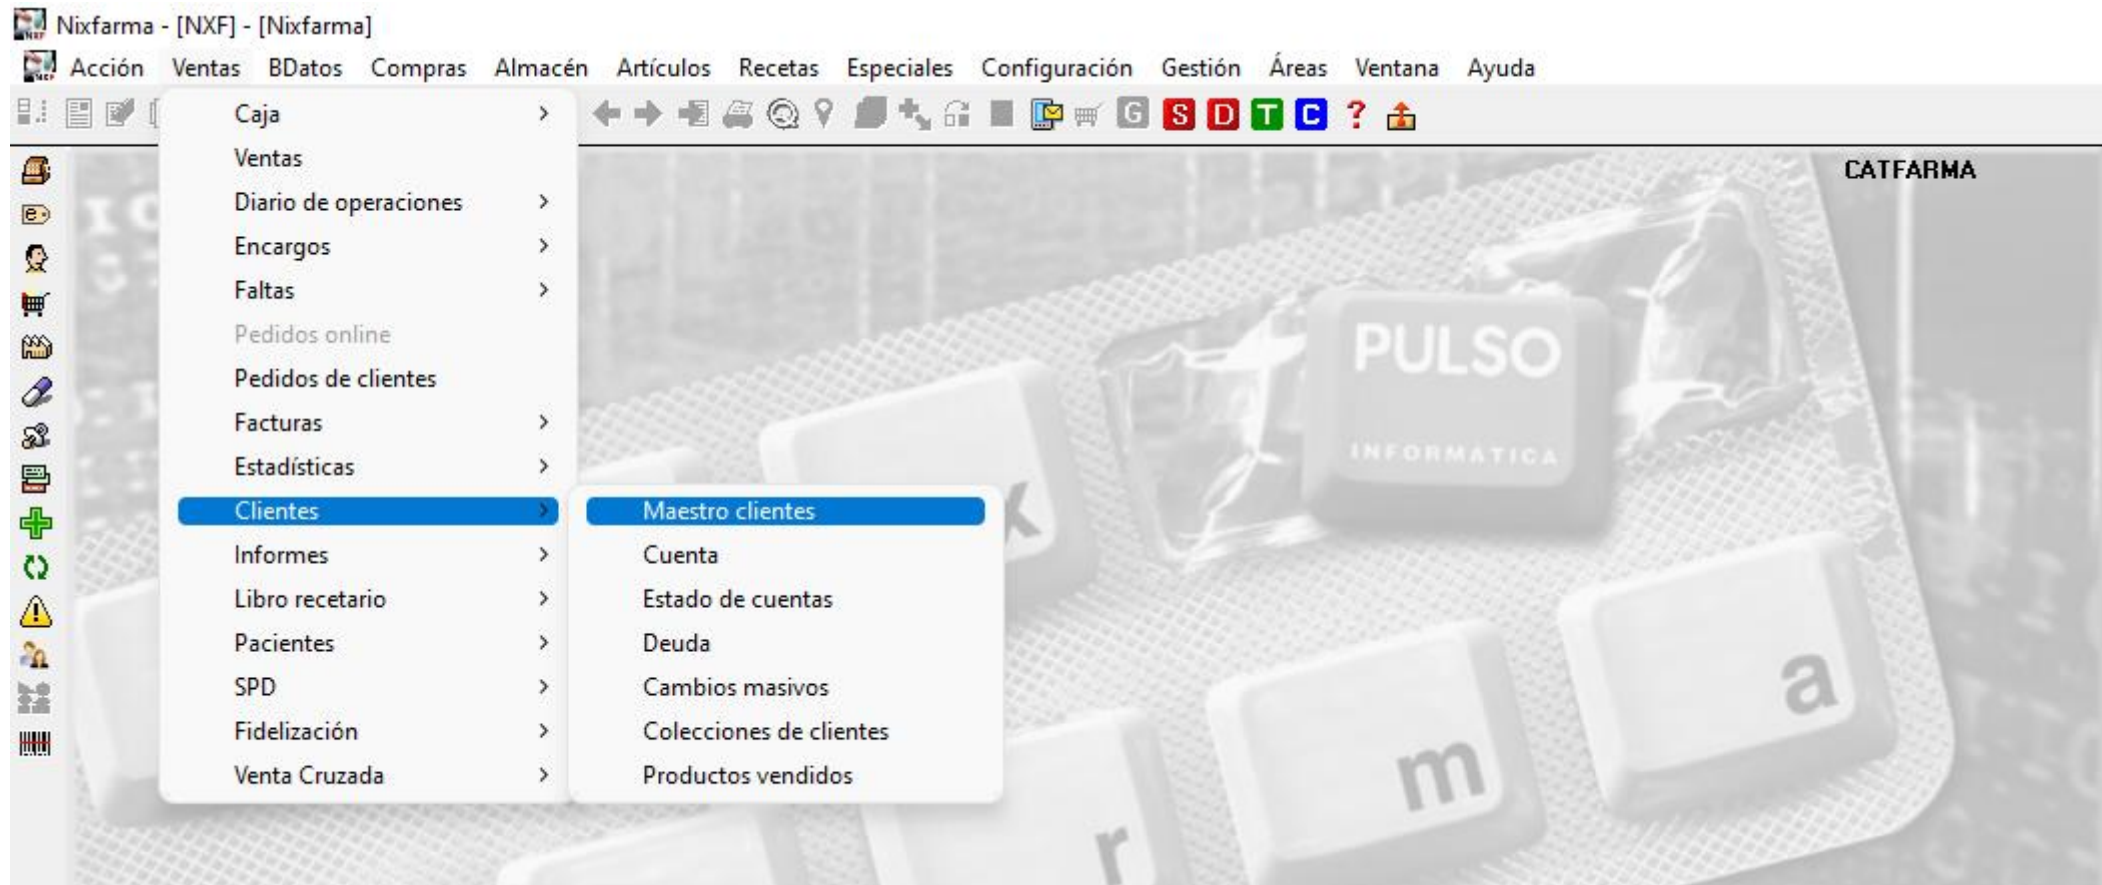 Nixfarma - [NXF] - [Nixfarma]
Acción Ventas BDatos Compras Almacén Artículos Recetas Especiales Configuración Gestión Áreas Ventana Ayuda
G S D T C ?
CATFARMA
Caja
Ventas
Diario de operaciones
Encargos
Faltas
Pedidos online
Pedidos de clientes
Facturas
Estadísticas
Clientes
Informes
Libro recetario
Pacientes
SPD
Fidelización
Venta Cruzada
Maestro clientes
Cuenta
Estado de cuentas
Deuda
Cambios masivos
Colecciones de clientes
Productos vendidos
PULSO
INFORMATICA
x
a
m
r